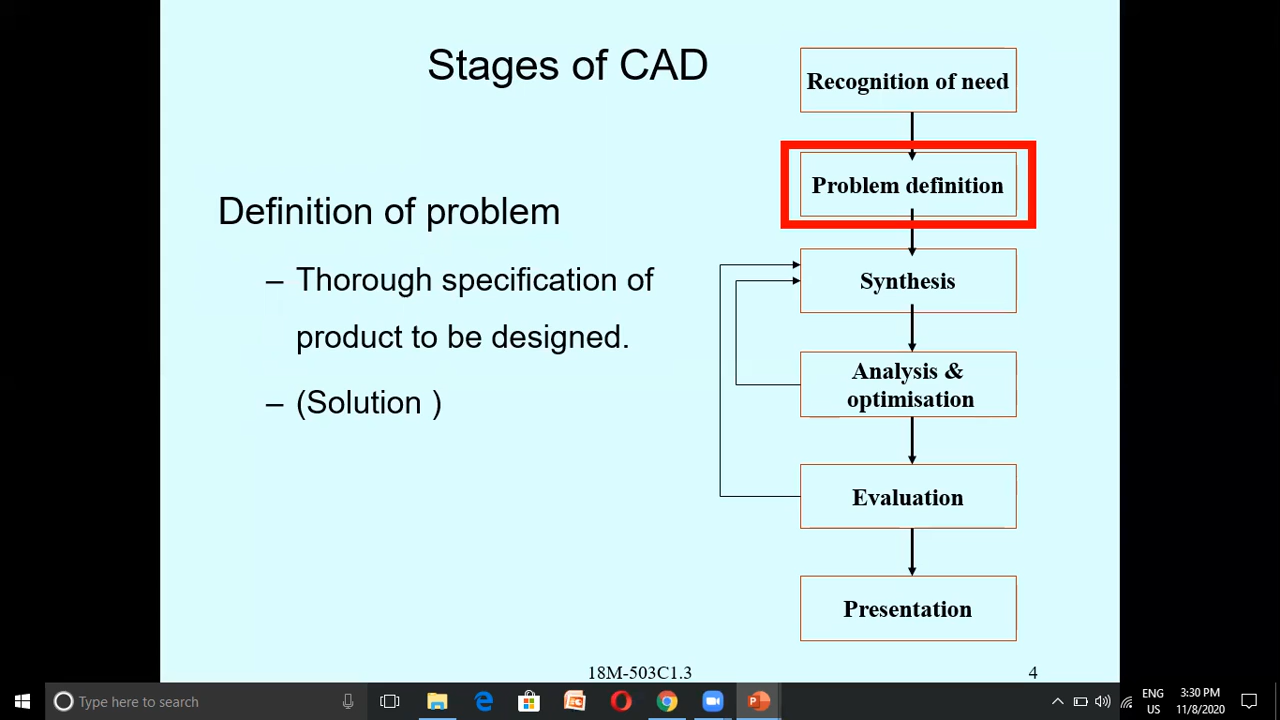 Stages of CAD
Definition of problem
– Thorough specification of
product to be designed.
– (Solution )
Recognition of need
Problem definition
Synthesis
Analysis &
optimisation
Evaluation
Presentation
18M-503C1.3
4
Type here to search
ENG
US
3:30 PM
11/8/2020